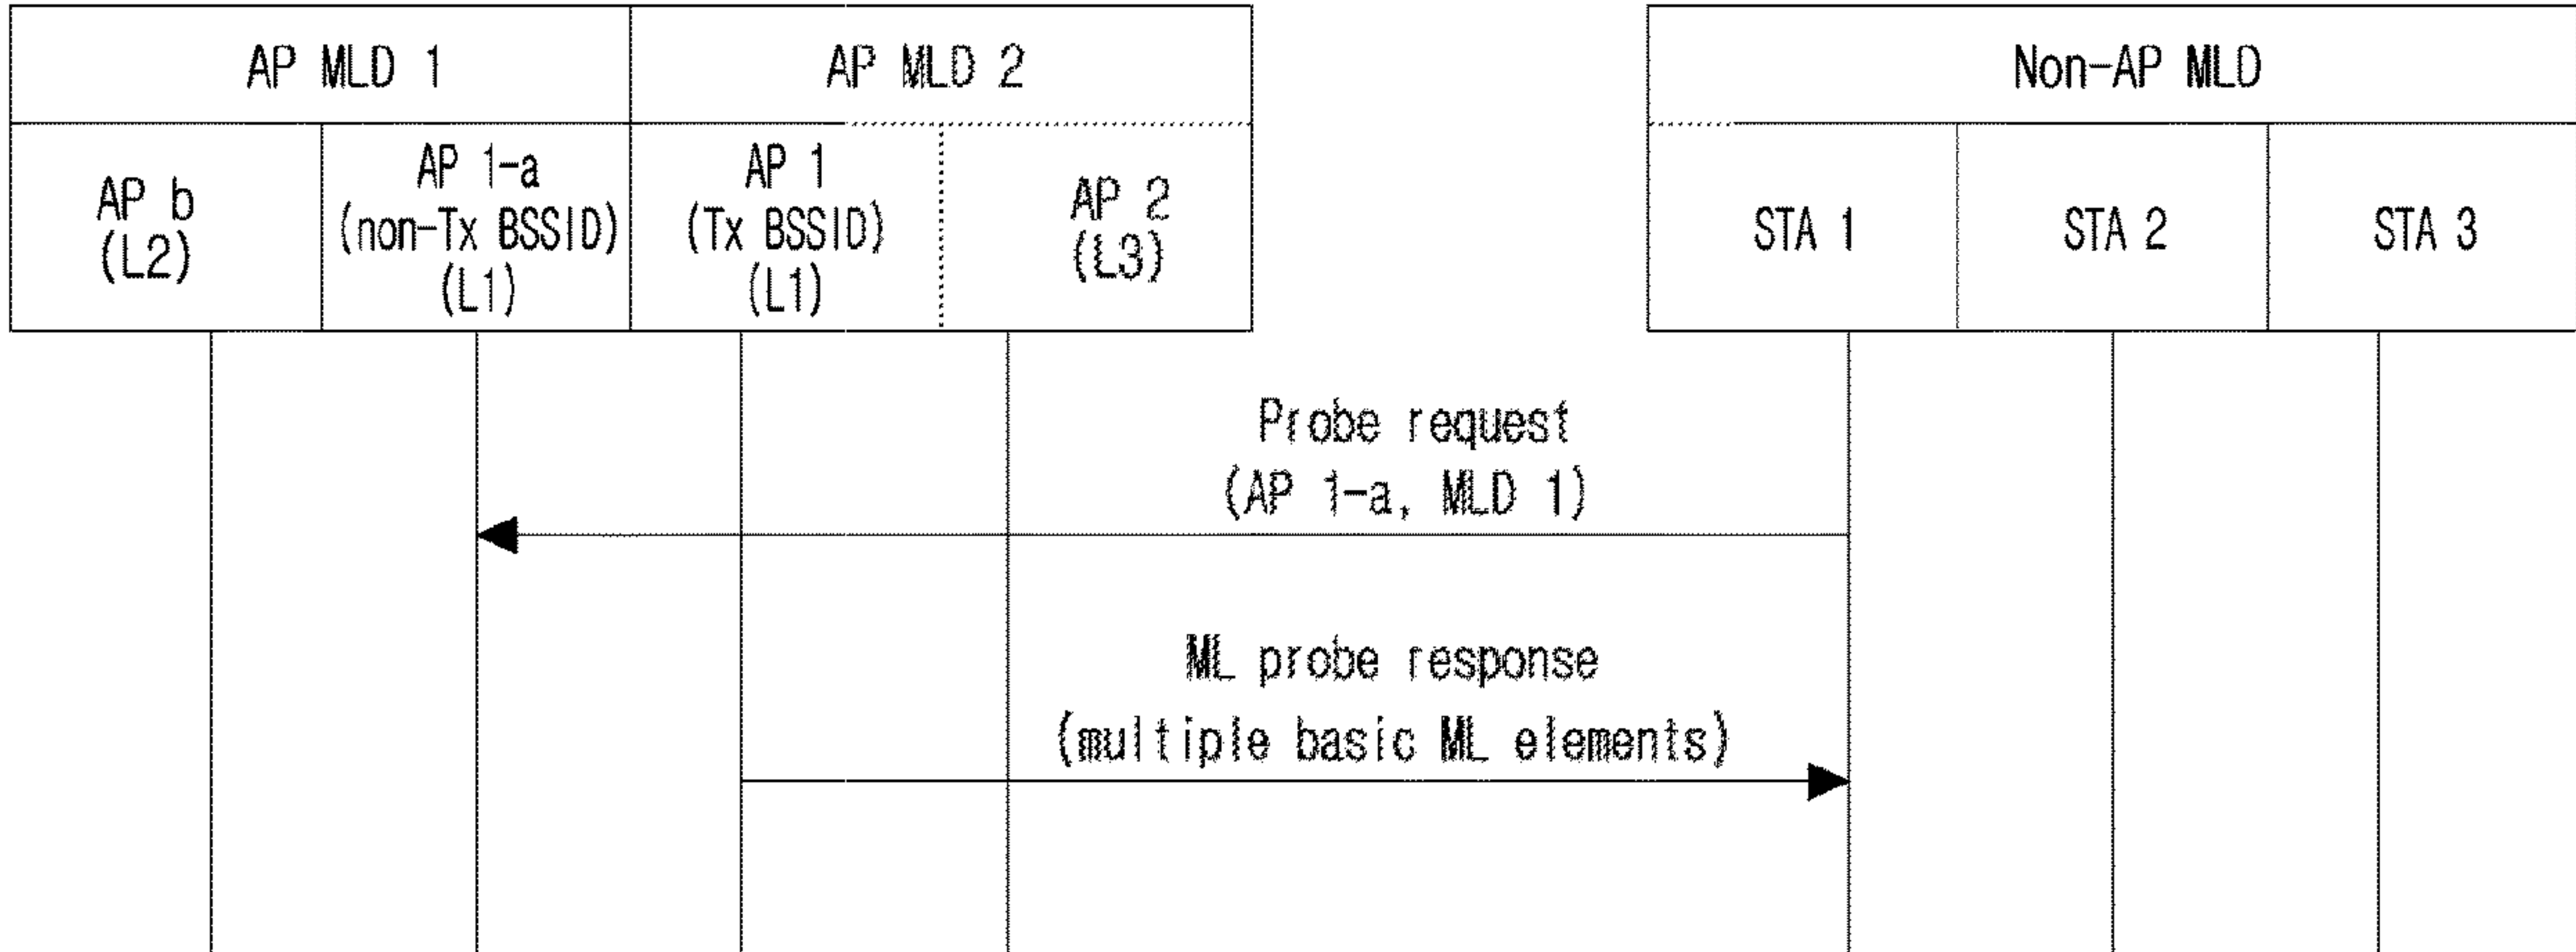 AP MLD 1
AP MLD 2
Non-AP MLD
AP b
(L2)
AP 1-a
(non-Tx BSSID)
(L1)
AP 1
(Tx BSSID)
(L1)
AP 2
(L3)
STA 1
STA 2
STA 3
Probe request
(AP 1-a, MLD 1)
ML probe response
(multiple basic ML elements)